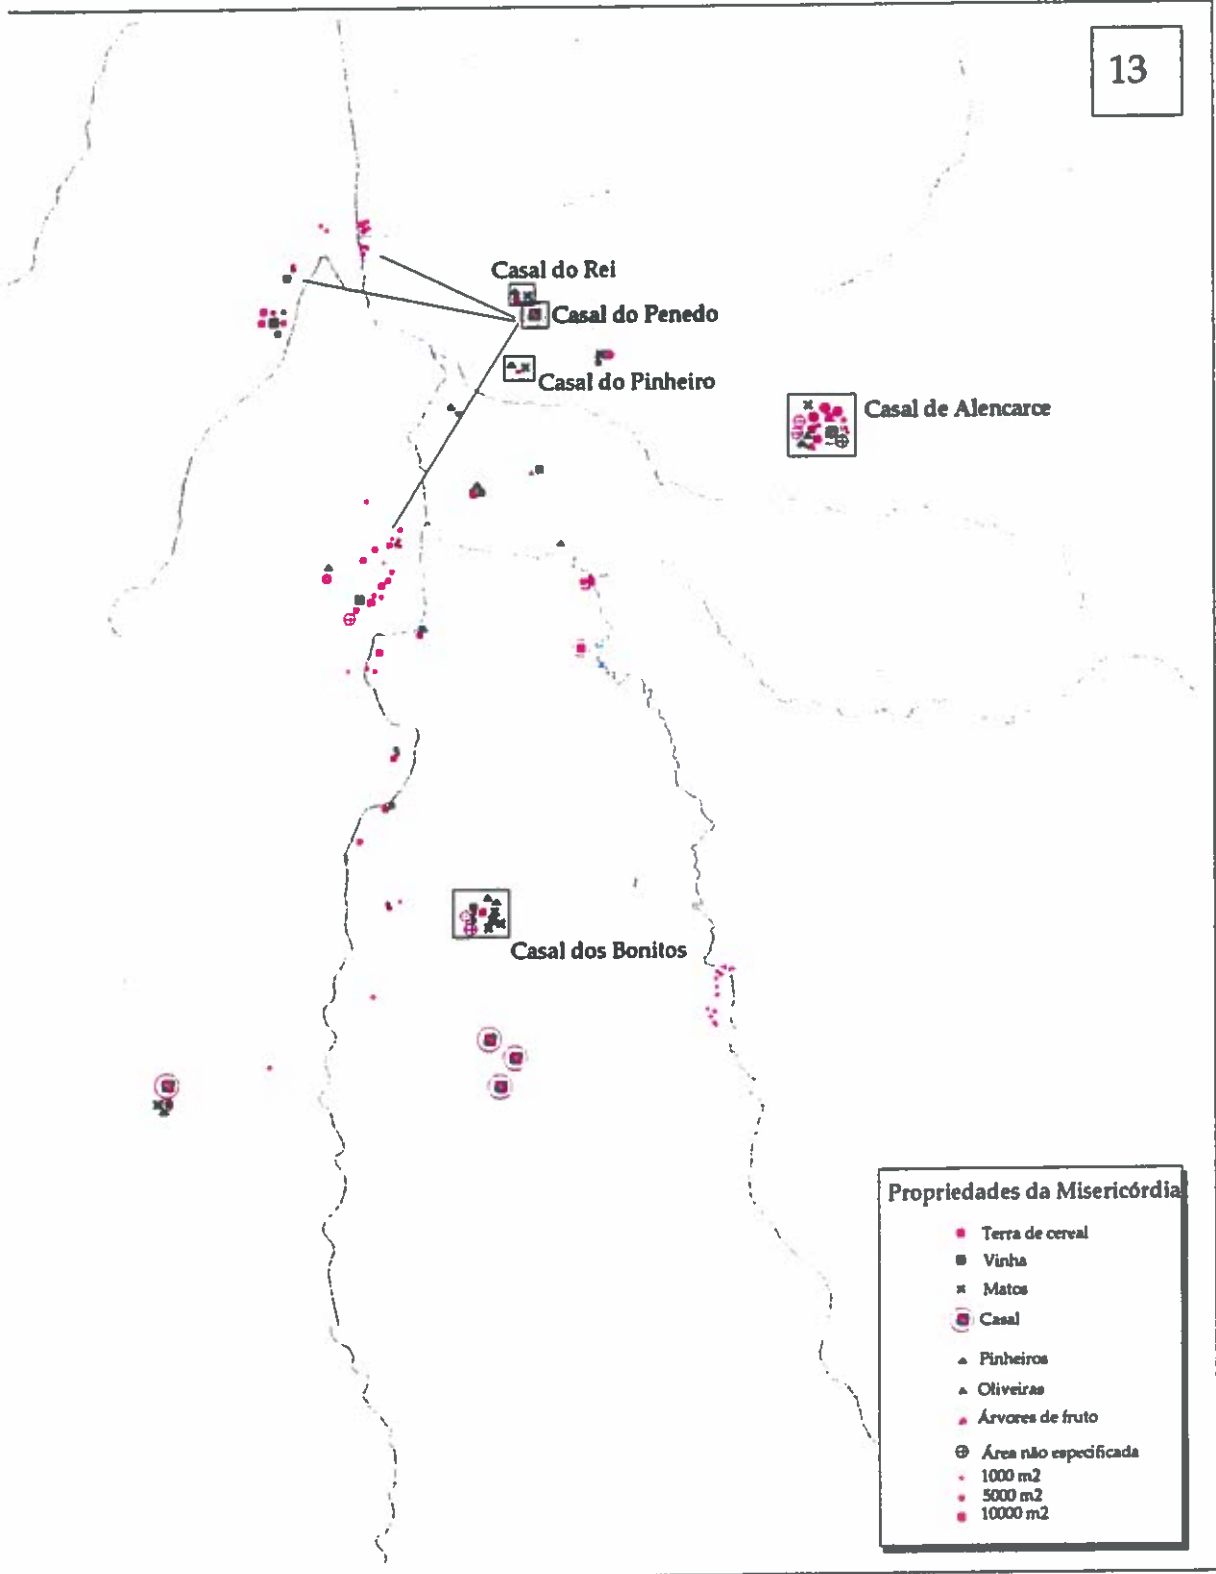 13
Casal do Rei
Casal do Penedo
Casal do Pinheiro
Casal de Alencarce
Casal dos Bonitos
Propriedades da Misericórdia
Terra de cereal
Vinha
Matos
Casal
Pinheiros
Oliveiras
Árvores de fruto
Área não especificada
1000 m2
5000 m2
10000 m2